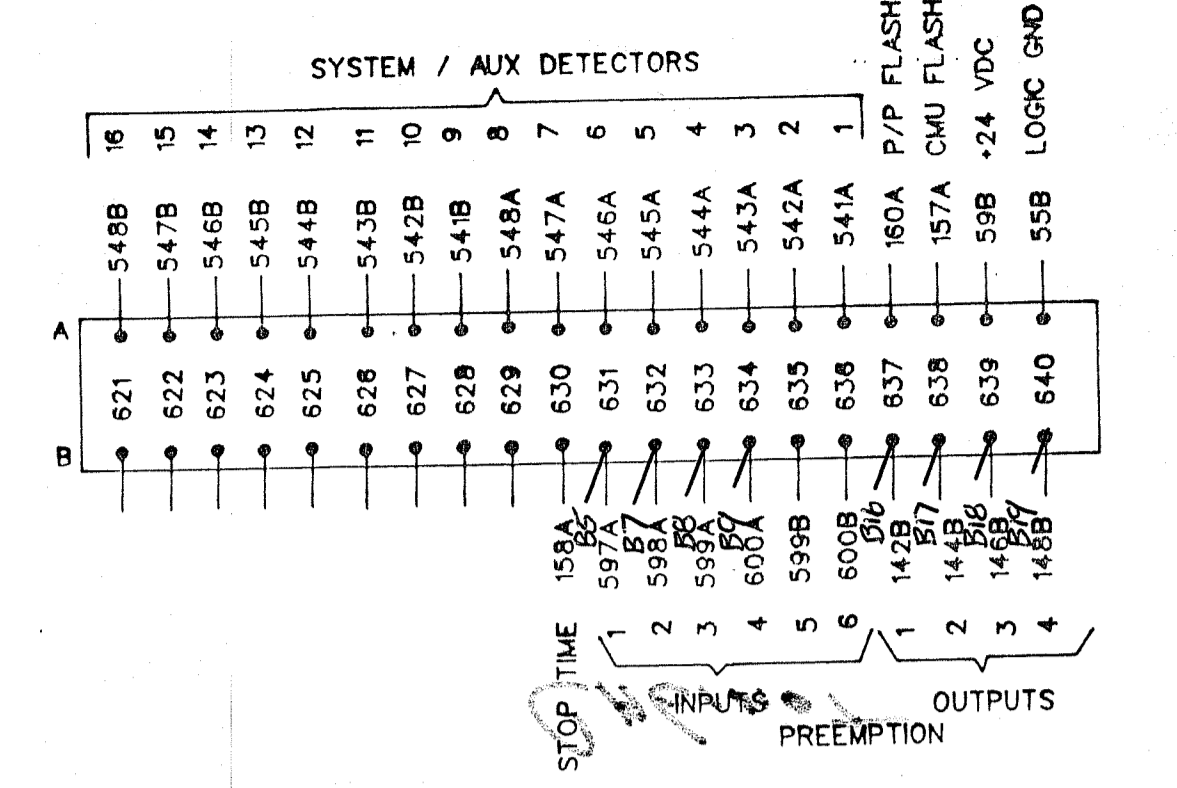 SYSTEM / AUX DETECTORS
16 15 14 13 12 11 10 9 8 7 6 5 4 3 2 1 P/P FLASH CMU FLASH +24 VDC LOGIC GND
548B 547B 546B 545B 544B 543B 542B 541B 548A 547A 546A 545A 544A 543A 542A 541A 160A 157A 59B 55B
A
621 622 623 624 625 626 627 628 629 630 631 632 633 634 635 636 637 638 639 640
B
B5 B7 B8 B9 B16 B17 B18 B19
158A 597A 598A 599A 600A 599B 600B 142B 144B 146B 148B
STOP TIME 1 2 3 4 5 6 1 2 3 4
INPUTS OUTPUTS
PREEMPTION